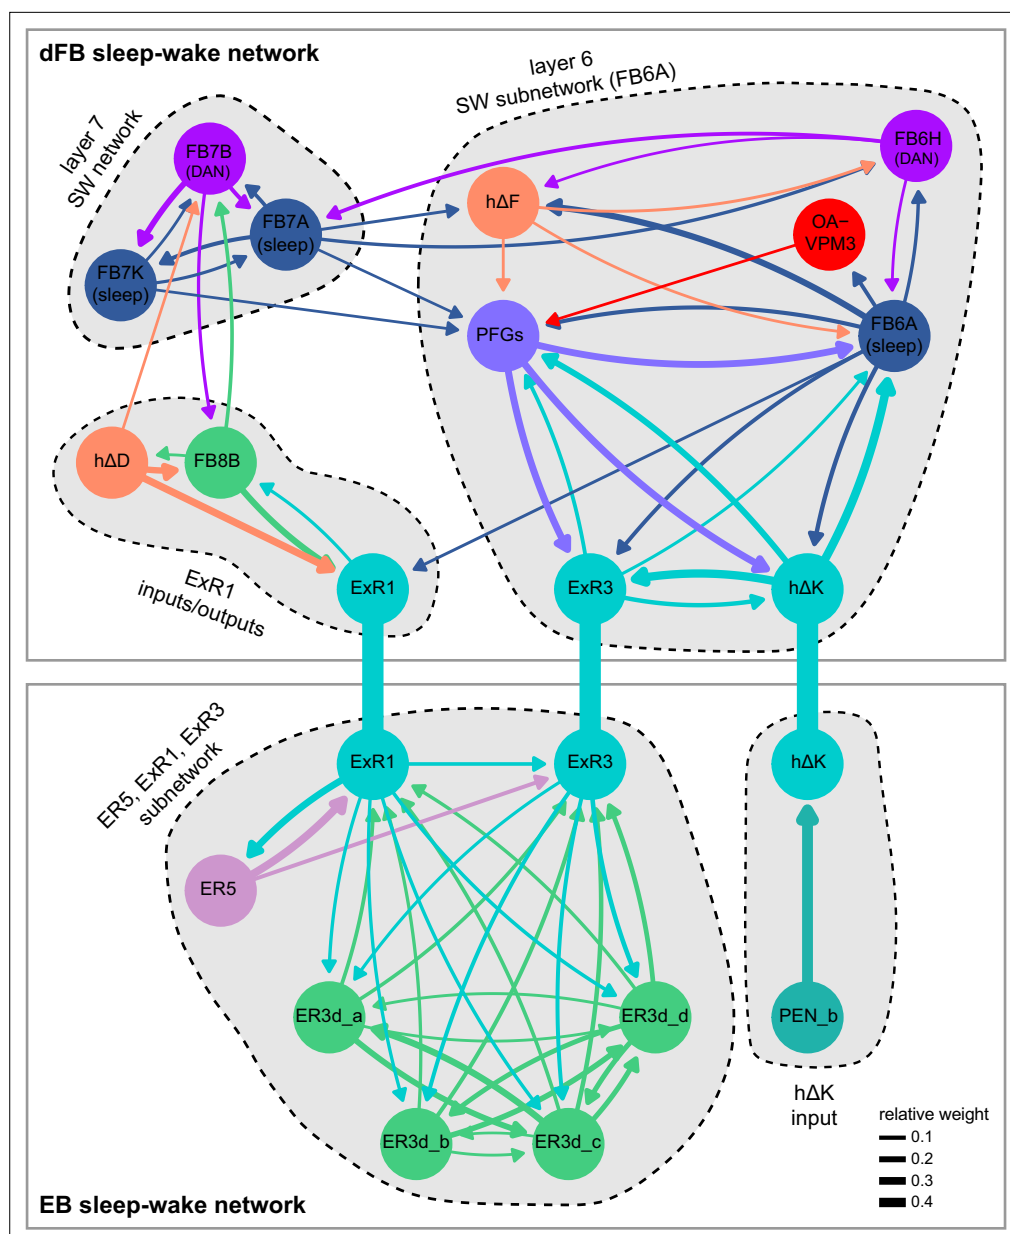 dFB sleep-wake network
layer 6
SW subnetwork (FB6A)
layer 7
SW network
FB7B
(DAN)
FB7A
(sleep)
FB7K
(sleep)
hΔF
FB6H
(DAN)
OA−
VPM3
PFGs
FB6A
(sleep)
hΔD
FB8B
ExR1
inputs/outputs
ExR1
ExR3
hΔK
ER5, ExR1, ExR3
subnetwork
ExR1
ExR3
hΔK
ER5
ER3d_a
ER3d_d
PEN_b
ER3d_b
ER3d_c
hΔK
input
relative weight
0.1
0.2
0.3
0.4
EB sleep-wake network